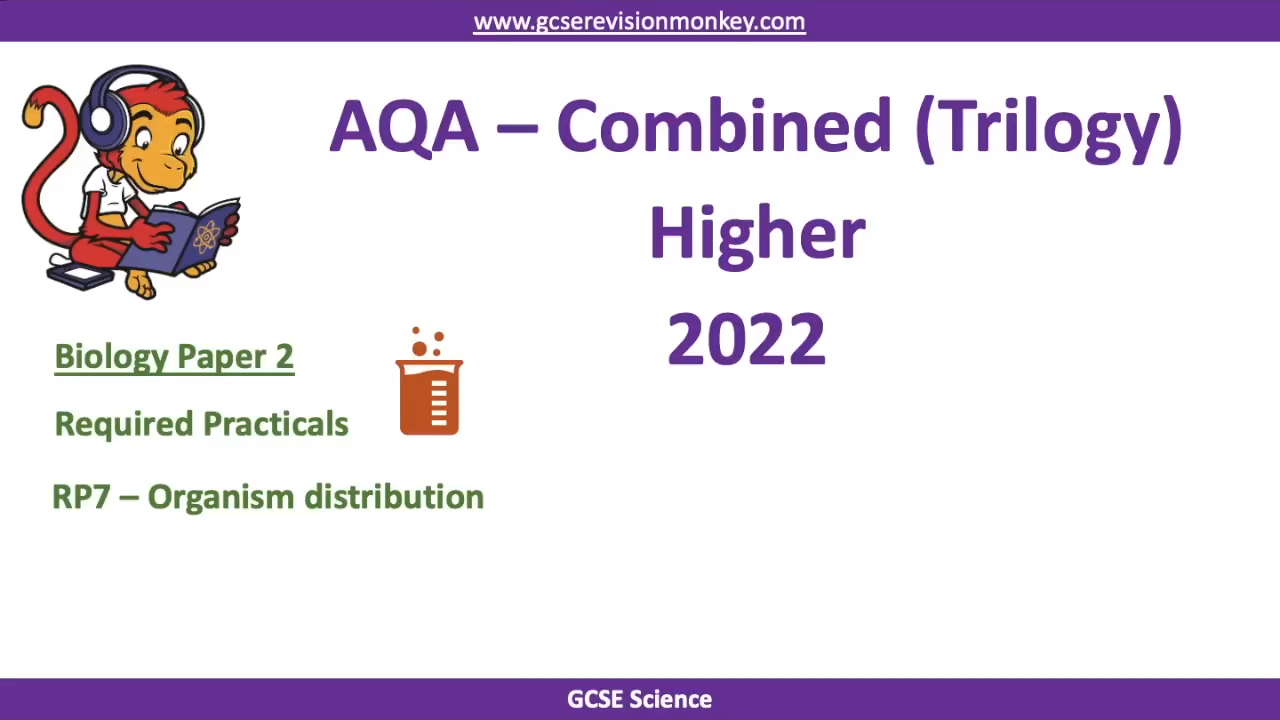 www.gcserevisionmonkey.com
AQA – Combined (Trilogy)
Higher
2022
Biology Paper 2
Required Practicals
RP7 – Organism distribution
GCSE Science